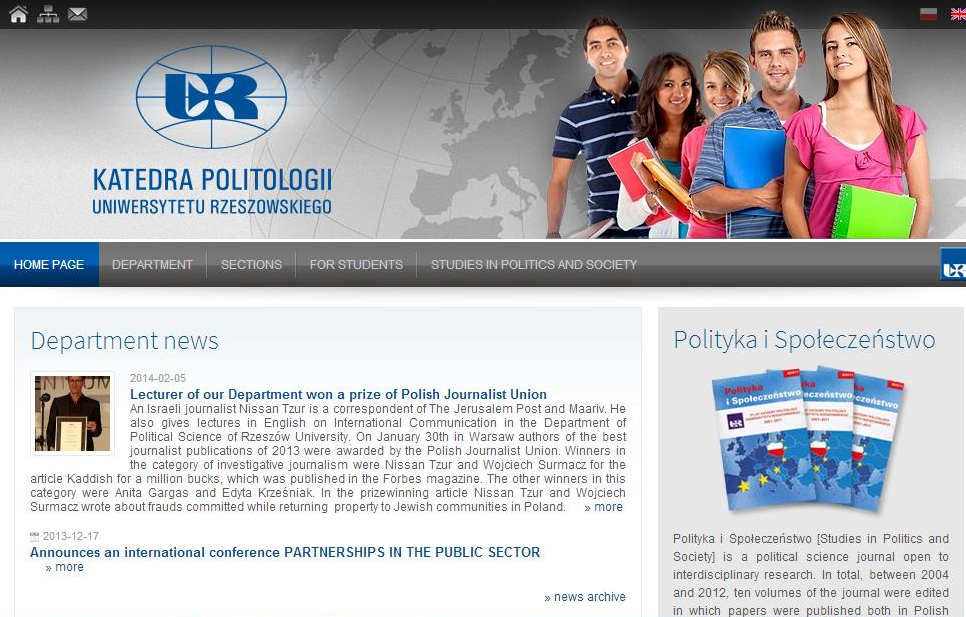 UR
KATEDRA POLITOLOGII
UNIWERSYTETU RZESZOWSKIEGO
HOME PAGE
DEPARTMENT
SECTIONS
FOR STUDENTS
STUDIES IN POLITICS AND SOCIETY
UR
Department news
2014-02-05
Lecturer of our Department won a prize of Polish Journalist Union
An Israeli journalist Nissan Tzur is a correspondent of The Jerusalem Post and Maariv. He
also gives lectures in English on International Communication in the Department of
Political Science of Rzeszów University. On January 30th in Warsaw authors of the best
journalist publications of 2013 were awarded by the Polish Journalist Union. Winners in
the category of investigative journalism were Nissan Tzur and Wojciech Surmacz for the
article Kaddish for a million bucks, which was published in the Forbes magazine. The other winners in this
category were Anita Gargas and Edyta Krześniak. In the prizewinning article Nissan Tzur and Wojciech
Surmacz wrote about frauds committed while returning property to Jewish communities in Poland. » more
2013-12-17
Announces an international conference PARTNERSHIPS IN THE PUBLIC SECTOR
» more
» news archive
Polityka i Społeczeństwo
Polityka
i Społeczeństwo
Polityka i Społeczeństwo [Studies in Politics and
Society] is a political science journal open to
interdisciplinary research. In total, between 2004
and 2012, ten volumes of the journal were edited
in which papers were published both in Polish